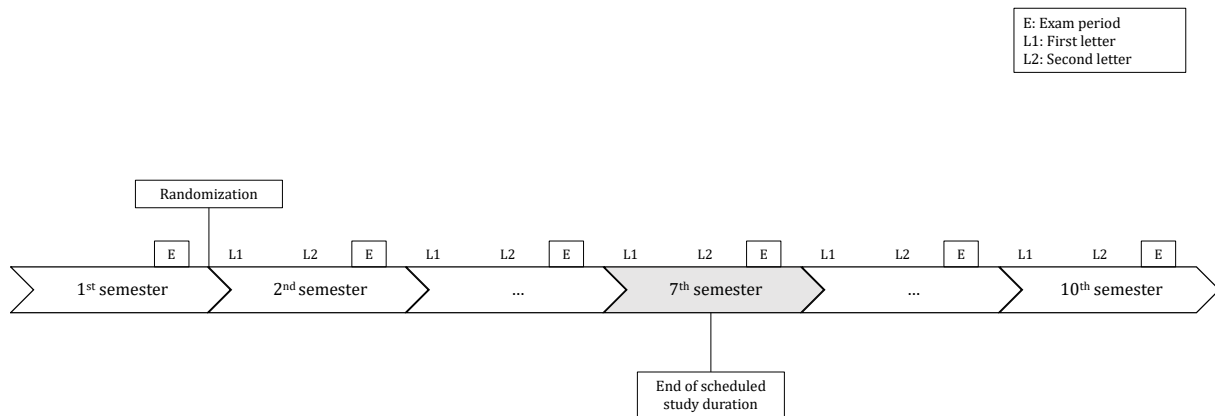 E: Exam period
L1: First letter
L2: Second letter
Randomization
E L1 L2 E L1 L2 E L1 L2 E L1 L2 E L1 L2 E
1st semester 2nd semester ... 7th semester ... 10th semester
End of scheduled
study duration